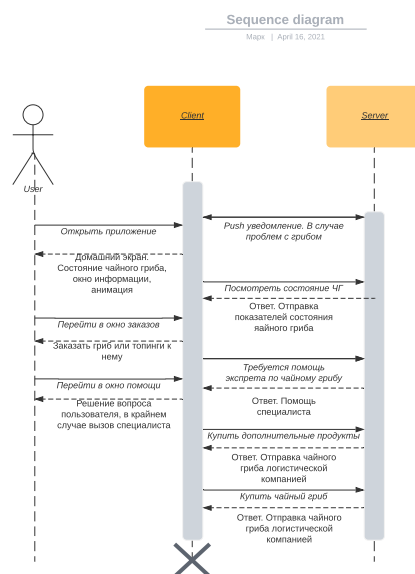 Sequence diagram
Марк | April 16, 2021
Client
Server
User
Открыть приложение
Push уведомление. В случае
проблем с грибом
Домашний экран.
Состояние чайного гриба,
окно информации,
анимация
Посмотреть состояние ЧГ
Ответ. Отправка
показателей состояния
яайного гриба
Перейти в окно заказов
Заказать гриб или топинги к
нему
Требуется помощь
экспрета по чайному грибу
Перейти в окно помощи
Ответ. Помощь
специалиста
Решение вопроса
пользователя, в крайнем
случае вызов специалиста
Купить дополнительные продукты
Ответ. Отправка чайного
гриба логистической
компанией
Купить чайный гриб
Ответ. Отправка чайного
гриба логистической
компанией